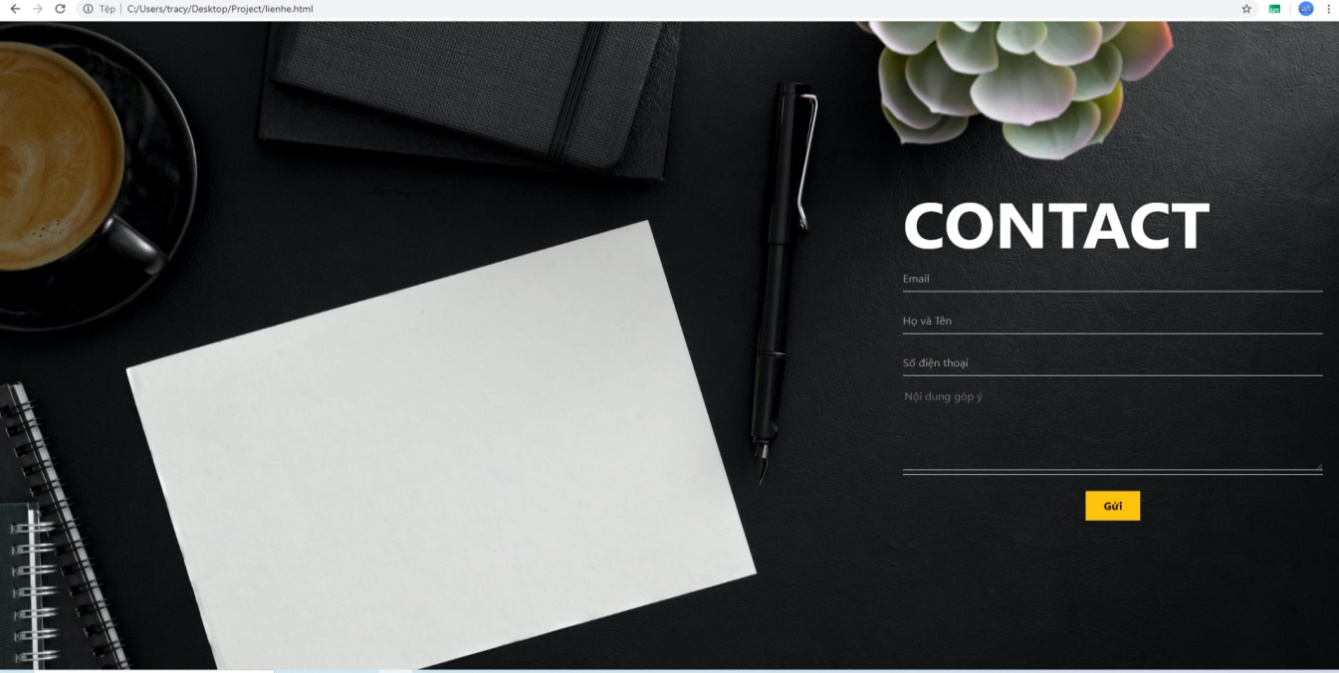 Tệp | C:/Users/tracy/Desktop/Project/lienhe.html
CONTACT
Email
Họ và Tên
Số điện thoại
Nội dung góp ý
Gửi